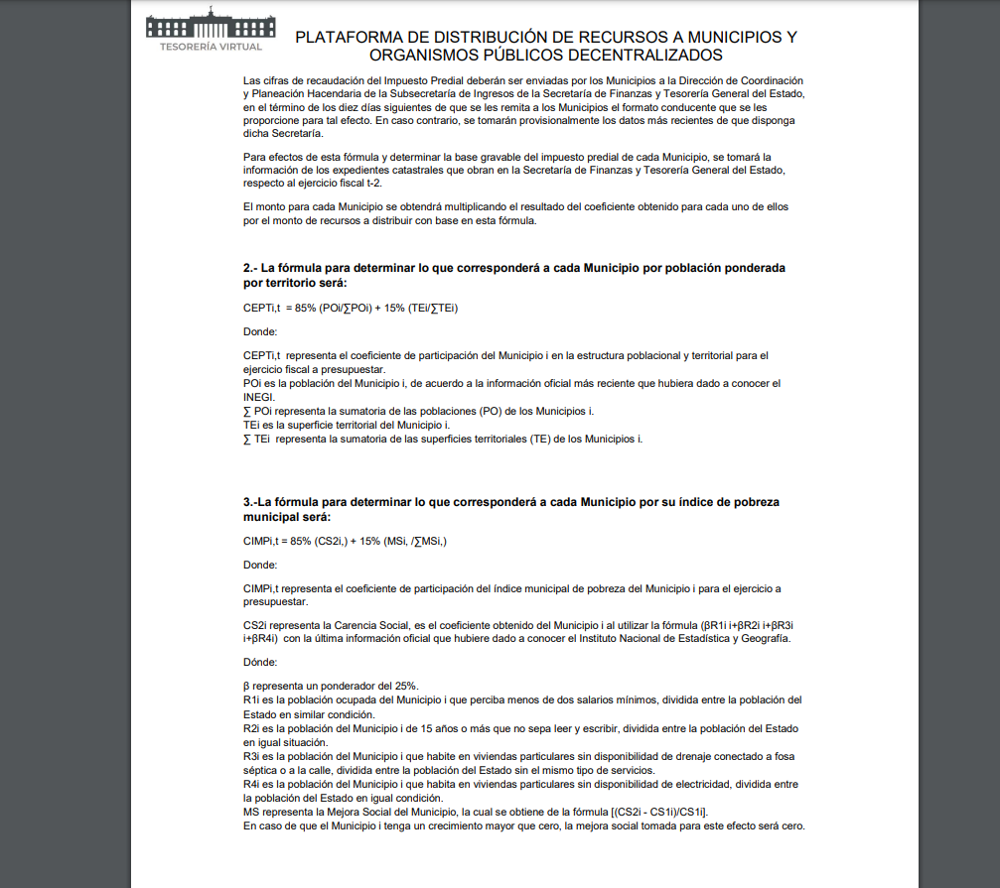 TESORERÍA VIRTUAL
PLATAFORMA DE DISTRIBUCIÓN DE RECURSOS A MUNICIPIOS Y
ORGANISMOS PÚBLICOS DECENTRALIZADOS
Las cifras de recaudación del Impuesto Predial deberán ser enviadas por los Municipios a la Dirección de Coordinación
y Planeación Hacendaria de la Subsecretaría de Ingresos de la Secretaría de Finanzas y Tesorería General del Estado,
en el término de los diez días siguientes de que se les remita a los Municipios el formato conducente que se les
proporcione para tal efecto. En caso contrario, se tomarán provisionalmente los datos más recientes de que disponga
dicha Secretaría.
Para efectos de esta fórmula y determinar la base gravable del impuesto predial de cada Municipio, se tomará la
información de los expedientes catastrales que obran en la Secretaría de Finanzas y Tesorería General del Estado,
respecto al ejercicio fiscal t-2.
El monto para cada Municipio se obtendrá multiplicando el resultado del coeficiente obtenido para cada uno de ellos
por el monto de recursos a distribuir con base en esta fórmula.
2.- La fórmula para determinar lo que corresponderá a cada Municipio por población ponderada
por territorio será:
CEPTi,t = 85% (POi/∑POi) + 15% (TEi/∑TEi)
Donde:
CEPTi,t representa el coeficiente de participación del Municipio i en la estructura poblacional y territorial para el
ejercicio fiscal a presupuestar.
POi es la población del Municipio i, de acuerdo a la información oficial más reciente que hubiera dado a conocer el
INEGI.
∑ POi representa la sumatoria de las poblaciones (PO) de los Municipios i.
TEi es la superficie territorial del Municipio i.
∑ TEi representa la sumatoria de las superficies territoriales (TE) de los Municipios i.
3.-La fórmula para determinar lo que corresponderá a cada Municipio por su índice de pobreza
municipal será:
CIMPi,t = 85% (CS2i,) + 15% (MSi, /∑MSi,)
Donde:
CIMPi,t representa el coeficiente de participación del índice municipal de pobreza del Municipio i para el ejercicio a
presupuestar.
CS2i representa la Carencia Social, es el coeficiente obtenido del Municipio i al utilizar la fórmula (βR1i i+βR2i i+βR3i
i+βR4i) con la última información oficial que hubiere dado a conocer el Instituto Nacional de Estadística y Geografía.
Dónde:
β representa un ponderador del 25%.
R1i es la población ocupada del Municipio i que perciba menos de dos salarios mínimos, dividida entre la población del
Estado en similar condición.
R2i es la población del Municipio i de 15 años o más que no sepa leer y escribir, dividida entre la población del Estado
en igual situación.
R3i es la población del Municipio i que habite en viviendas particulares sin disponibilidad de drenaje conectado a fosa
séptica o a la calle, dividida entre la población del Estado sin el mismo tipo de servicios.
R4i es la población del Municipio i que habita en viviendas particulares sin disponibilidad de electricidad, dividida entre
la población del Estado en igual condición.
MS representa la Mejora Social del Municipio, la cual se obtiene de la fórmula [(CS2i - CS1i)/CS1i].
En caso de que el Municipio i tenga un crecimiento mayor que cero, la mejora social tomada para este efecto será cero.